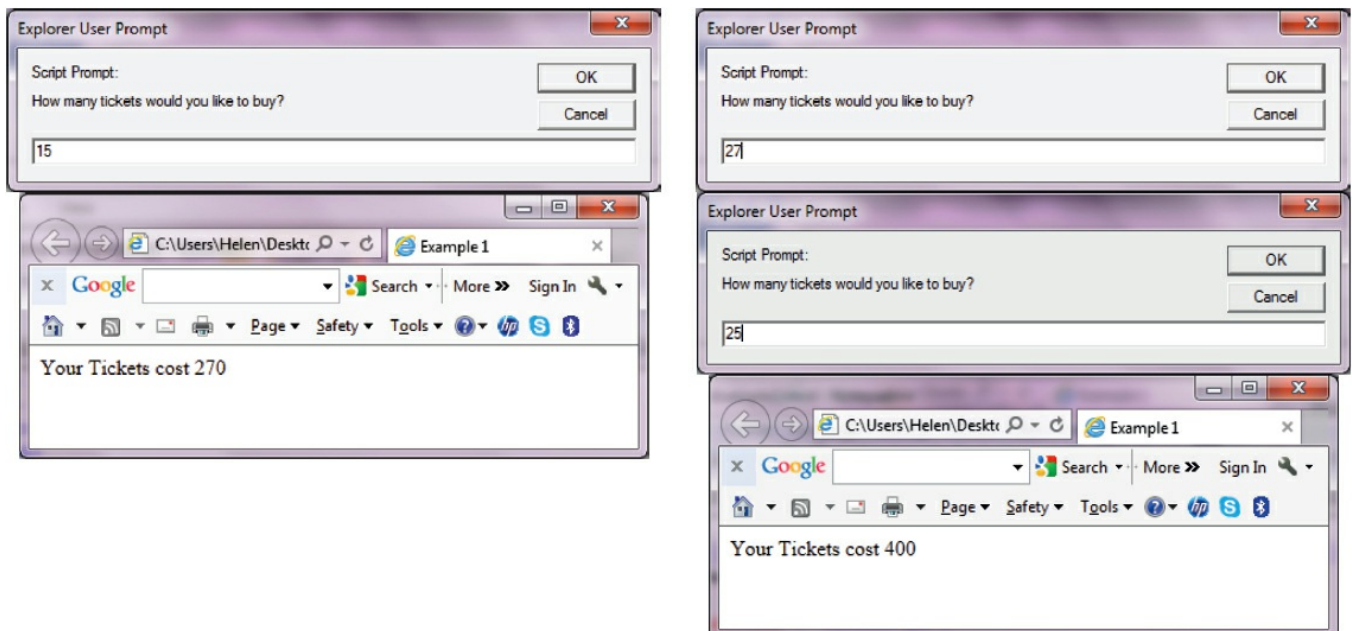 Explorer User Prompt
Script Prompt:
How many tickets would you like to buy?
OK
Cancel
15
C:\Users\Helen\Deskto
Example 1
x Google
Search
More »
Sign In
Page
Safety
Tools
hp
S
Your Tickets cost 270
Explorer User Prompt
Script Prompt:
How many tickets would you like to buy?
OK
Cancel
27
Explorer User Prompt
Script Prompt:
How many tickets would you like to buy?
OK
Cancel
25
C:\Users\Helen\Deskto
Example 1
x Google
Search
More »
Sign In
Page
Safety
Tools
hp
S
Your Tickets cost 400